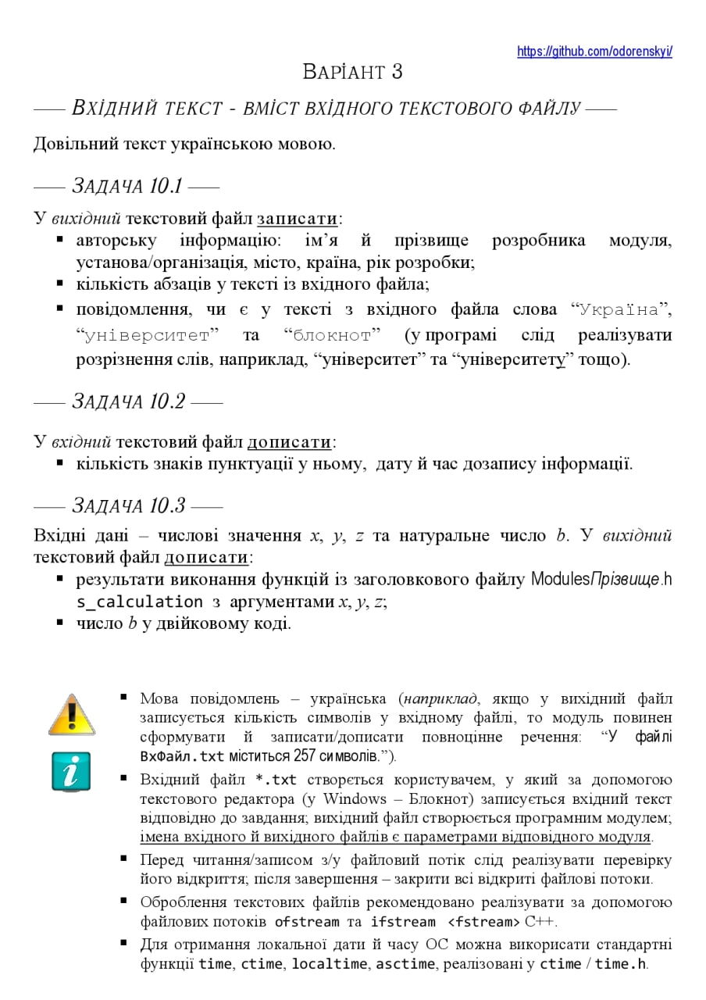 https://github.com/odorenskyi/
Варіант 3
—— Вхідний текст - вміст вхідного текстового файлу ——
Довільний текст українською мовою.
—— Задача 10.1 ——
У вихідний текстовий файл записати:
▪ авторську інформацію: ім’я й прізвище розробника модуля,
установа/організація, місто, країна, рік розробки;
▪ кількість абзаців у тексті із вхідного файла;
▪ повідомлення, чи є у тексті з вхідного файла слова “Україна”,
“університет” та “блокнот” (у програмі слід реалізувати
розрізнення слів, наприклад, “університет” та “університету” тощо).
—— Задача 10.2 ——
У вхідний текстовий файл дописати:
▪ кількість знаків пунктуації у ньому, дату й час дозапису інформації.
—— Задача 10.3 ——
Вхідні дані – числові значення x, y, z та натуральне число b. У вихідний
текстовий файл дописати:
▪ результати виконання функцій із заголовкового файлу ModulesПрізвище.h
s_calculation з аргументами x, y, z;
▪ число b у двійковому коді.
▪ Мова повідомлень – українська (наприклад, якщо у вихідний файл
записується кількість символів у вхідному файлі, то модуль повинен
сформувати й записати/дописати повноцінне речення: “У файлі
ВхФайл.txt міститься 257 символів.”).
▪ Вхідний файл *.txt створється користувачем, у який за допомогою
текстового редактора (у Windows – Блокнот) записується вхідний текст
відповідно до завдання; вихідний файл створюється програмним модулем;
імена вхідного й вихідного файлів є параметрами відповідного модуля.
▪ Перед читання/записом з/у файловий потік слід реалізувати перевірку
його відкриття; після завершення – закрити всі відкриті файлові потоки.
▪ Оброблення текстових файлів рекомендовано реалізувати за допомогою
файлових потоків ofstream та ifstream <fstream> C++.
▪ Для отримання локальної дати й часу ОС можна використати стандартні
функції time, ctime, localtime, asctime, реалізовані у ctime / time.h.